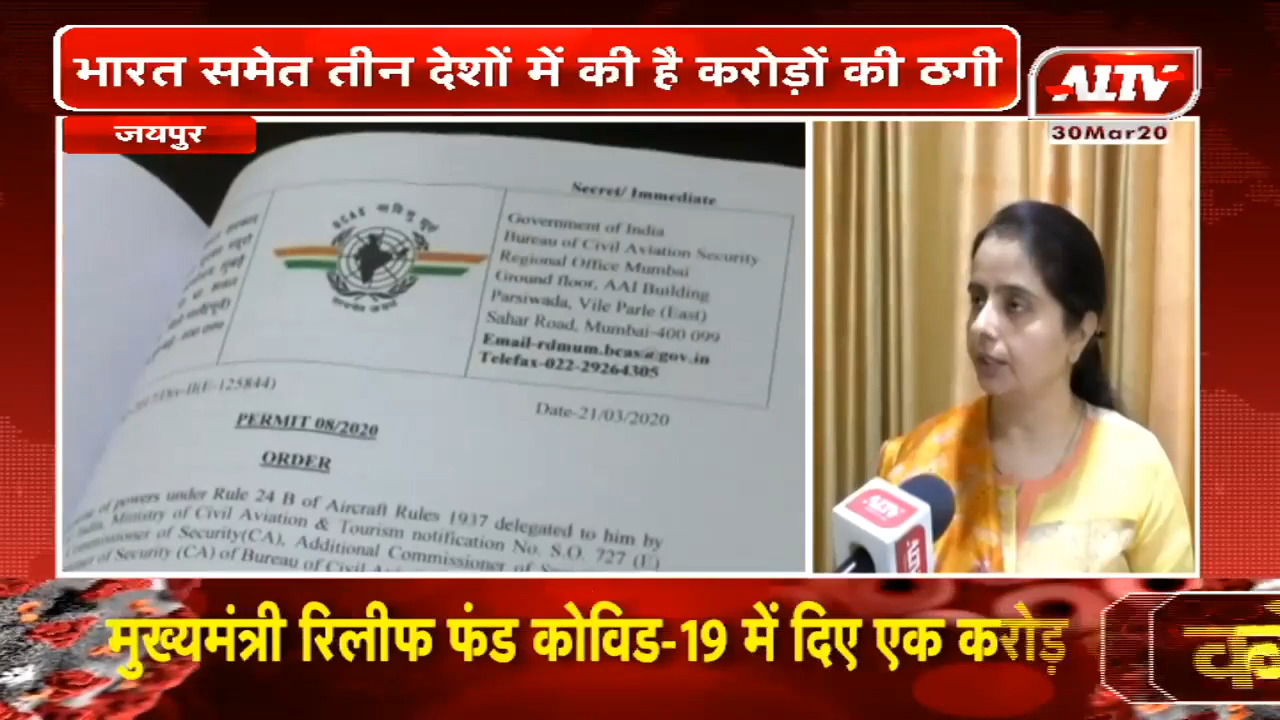 भारत समेत तीन देशों में की है करोड़ों की ठगी
ALTV
30Mar20
जयपुर
Secret/ Immediate
Government of India
Bureau of Civil Aviation Security
Regional Office Mumbai
Ground floor, AAI Building
Parsiwada, Vile Parle (East)
Sahar Road, Mumbai-400 099
Email-rdmum.bcas@gov.in
Telefax-022-29264305
Date-21/03/2020
PERMIT 08/2020
ORDER
of powers under Rule 24 B of Aircraft Rules 1937 delegated to him by
India, Ministry of Civil Aviation & Tourism notification No. S.O. 727 (E)
of Security(CA), Additional Commissioner of
of Security (CA) of Bureau of Civil
ALTV
मुख्यमंत्री रिलीफ फंड कोविड-19 में दिए एक करोड़